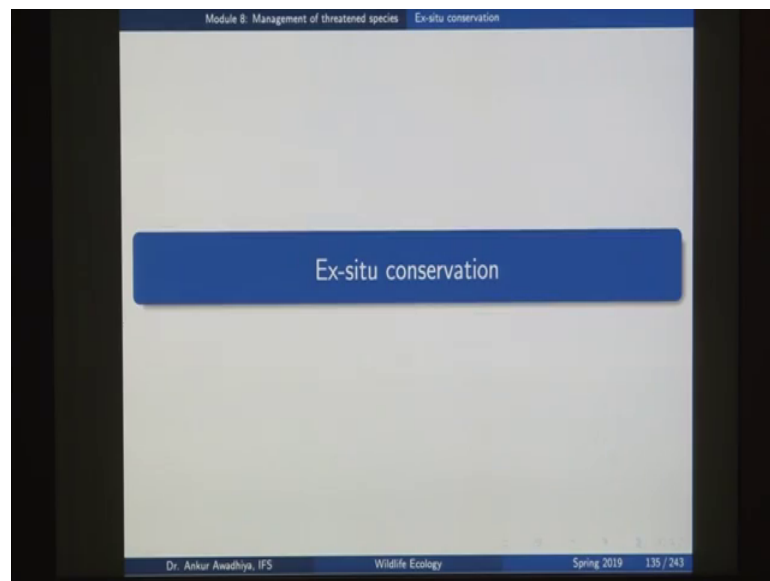 Module 8: Management of threatened species Ex-situ conservation
Ex-situ conservation
Dr. Ankur Awadhiya, IFS Wildlife Ecology Spring 2019 135 / 243